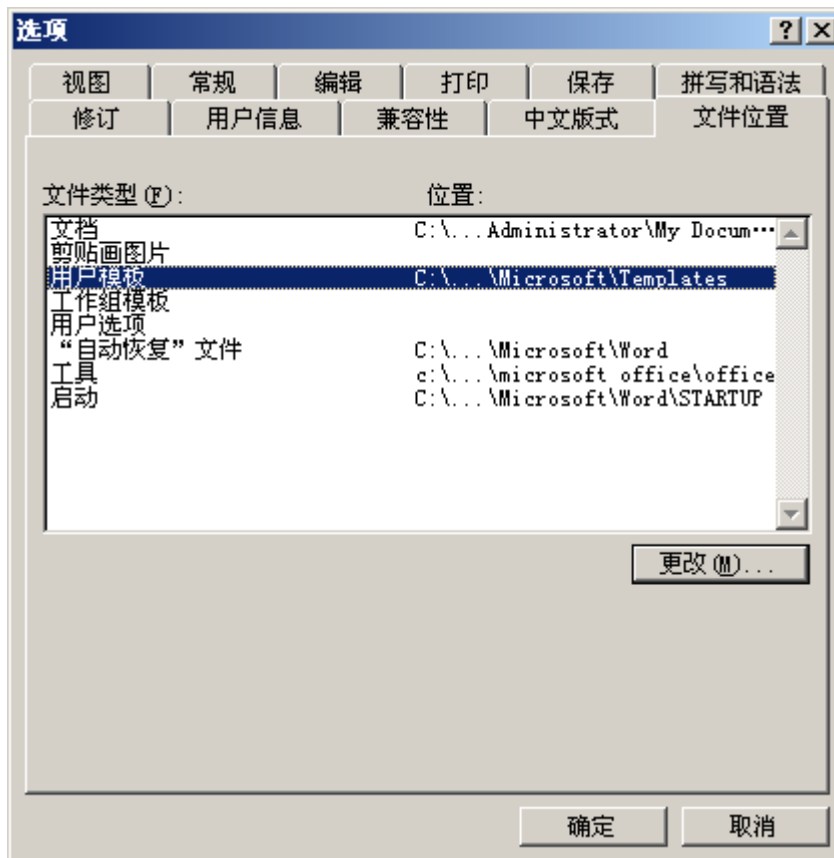 选项
视图 常规 编辑 打印 保存 拼写和语法
修订 用户信息 兼容性 中文版式 文件位置
文件类型(F): 位置:
文档 C:\...Administrator\My Docum…
剪贴画图片
用户模板 C:\...\Microsoft\Templates
工作组模板
用户选项
“自动恢复”文件 C:\...\Microsoft\Word
工具 c:\...\microsoft office\office
启动 C:\...\Microsoft\Word\STARTUP
更改(M)...
确定 取消